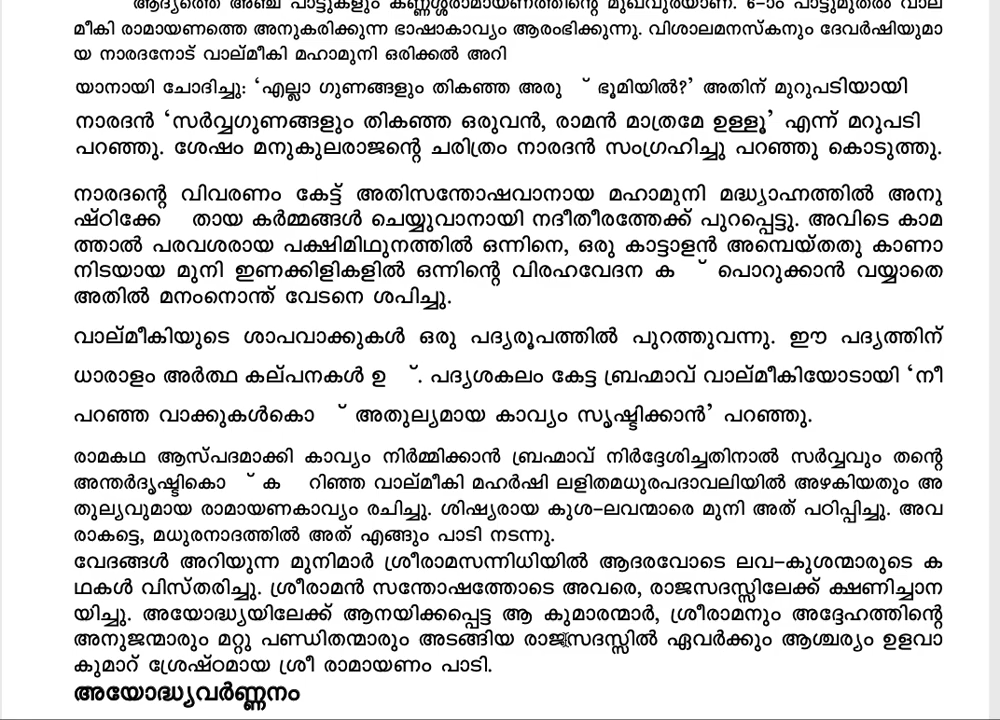 ആദ്യത്തെ അഞ്ച് പാട്ടുകളും കണ്ണശ്ശരാമായണത്തിന്റെ മുഖവുരയാണ്. 6-ാം പാട്ടുമുതൽ വാല്
മീകി രാമായണത്തെ അനുകരിക്കുന്ന ഭാഷാകാവ്യം ആരംഭിക്കുന്നു. വിശാലമനസ്കനും ദേവർഷിയുമാ
യ നാരദനോട് വാല്മീകി മഹാമുനി ഒരിക്കൽ അറി
യാനായി ചോദിച്ചു: ‘എല്ലാ ഗുണങ്ങളും തികഞ്ഞ ആരു ് ഭൂമിയിൽ?’ അതിന് മുറുപടിയായി
നാരദൻ ‘സർവ്വഗുണങ്ങളും തികഞ്ഞ ഒരുവൻ, രാമൻ മാത്രമേ ഉള്ളൂ’ എന്ന് മറുപടി
പറഞ്ഞു. ശേഷം മനുകുലരാജന്റെ ചരിത്രം നാരദൻ സംഗ്രഹിച്ചു പറഞ്ഞു കൊടുത്തു.
നാരദന്റെ വിവരണം കേട്ട് അതിസന്തോഷവാനായ മഹാമുനി മദ്ധ്യാഹ്നത്തിൽ അനു
ഷ്ഠിക്കേ തായ കർമ്മങ്ങൾ ചെയ്യുവാനായി നദീതീരത്തേക്ക് പുറപ്പെട്ടു. അവിടെ കാമ
ത്താൽ പരവശരായ പക്ഷിമിഥുനത്തിൽ ഒന്നിനെ, ഒരു കാട്ടാളൻ അമ്പെയ്തതു കാണാ
നിടയായ മുനി ഇണക്കിളികളിൽ ഒന്നിന്റെ വിരഹവേദന ക ് പൊറുക്കാൻ വയ്യാതെ
അതിൽ മനംനൊന്ത് വേടനെ ശപിച്ചു.
വാല്മീകിയുടെ ശാപവാക്കുകൾ ഒരു പദ്യരൂപത്തിൽ പുറത്തുവന്നു. ഈ പദ്യത്തിന്
ധാരാളം അർത്ഥ കല്പനകൾ ഉ ്. പദ്യശകലം കേട്ട ബ്രഹ്മാവ് വാല്മീകിയോടായി ‘നീ
പറഞ്ഞ വാക്കുകൾകൊ ് അതുല്യമായ കാവ്യം സൃഷ്ടിക്കാൻ’ പറഞ്ഞു.
രാമകഥ ആസ്പദമാക്കി കാവ്യം നിർമ്മിക്കാൻ ബ്രഹ്മാവ് നിർദ്ദേശിച്ചതിനാൽ സർവ്വവും തന്റെ
അന്തർദൃഷ്ടികൊ ് ക റിഞ്ഞ വാല്മീകി മഹർഷി ലളിതമധുരപദാവലിയിൽ അഴകിയതും അ
തുല്യവുമായ രാമായണകാവ്യം രചിച്ചു. ശിഷ്യരായ കുശ-ലവന്മാരെ മുനി അത് പഠിപ്പിച്ചു. അവ
രാകട്ടെ, മധുരനാദത്തിൽ അത് എങ്ങും പാടി നടന്നു.
വേദങ്ങൾ അറിയുന്ന മുനിമാർ ശ്രീരാമസന്നിധിയിൽ ആദരവോടെ ലവ-കുശന്മാരുടെ ക
ഥകൾ വിസ്തരിച്ചു. ശ്രീരാമൻ സന്തോഷത്തോടെ അവരെ, രാജസദസ്സിലേക്ക് ക്ഷണിച്ചാന
യിച്ചു. അയോദ്ധ്യയിലേക്ക് ആനയിക്കപ്പെട്ട ആ കുമാരന്മാർ, ശ്രീരാമനും അദ്ദേഹത്തിന്റെ
അനുജന്മാരും മറ്റു പണ്ഡിതന്മാരും അടങ്ങിയ രാജസദസ്സിൽ ഏവർക്കും ആശ്ചര്യം ഉളവാ
കുമാറ് ശ്രേഷ്ഠമായ ശ്രീ രാമായണം പാടി.
അയോദ്ധ്യവർണ്ണനം